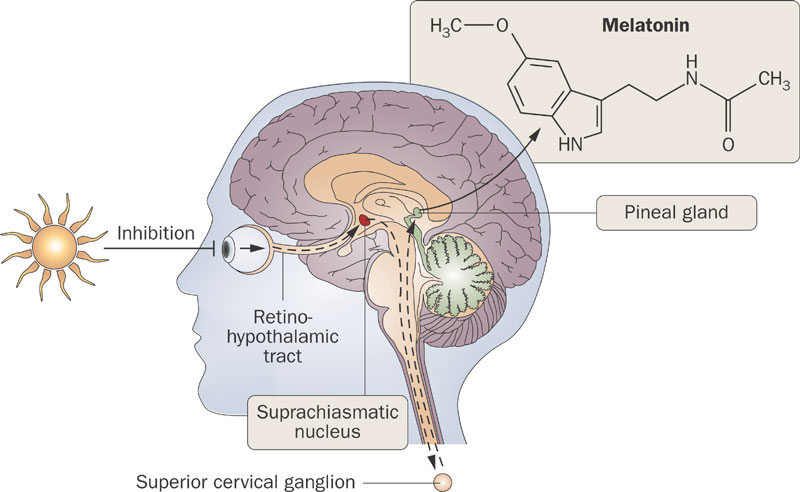 Melatonin
H₃C
O
H
N
CH₃
O
HN
Pineal gland
Inhibition
Retino-
hypothalamic
tract
Suprachiasmatic
nucleus
Superior cervical ganglion